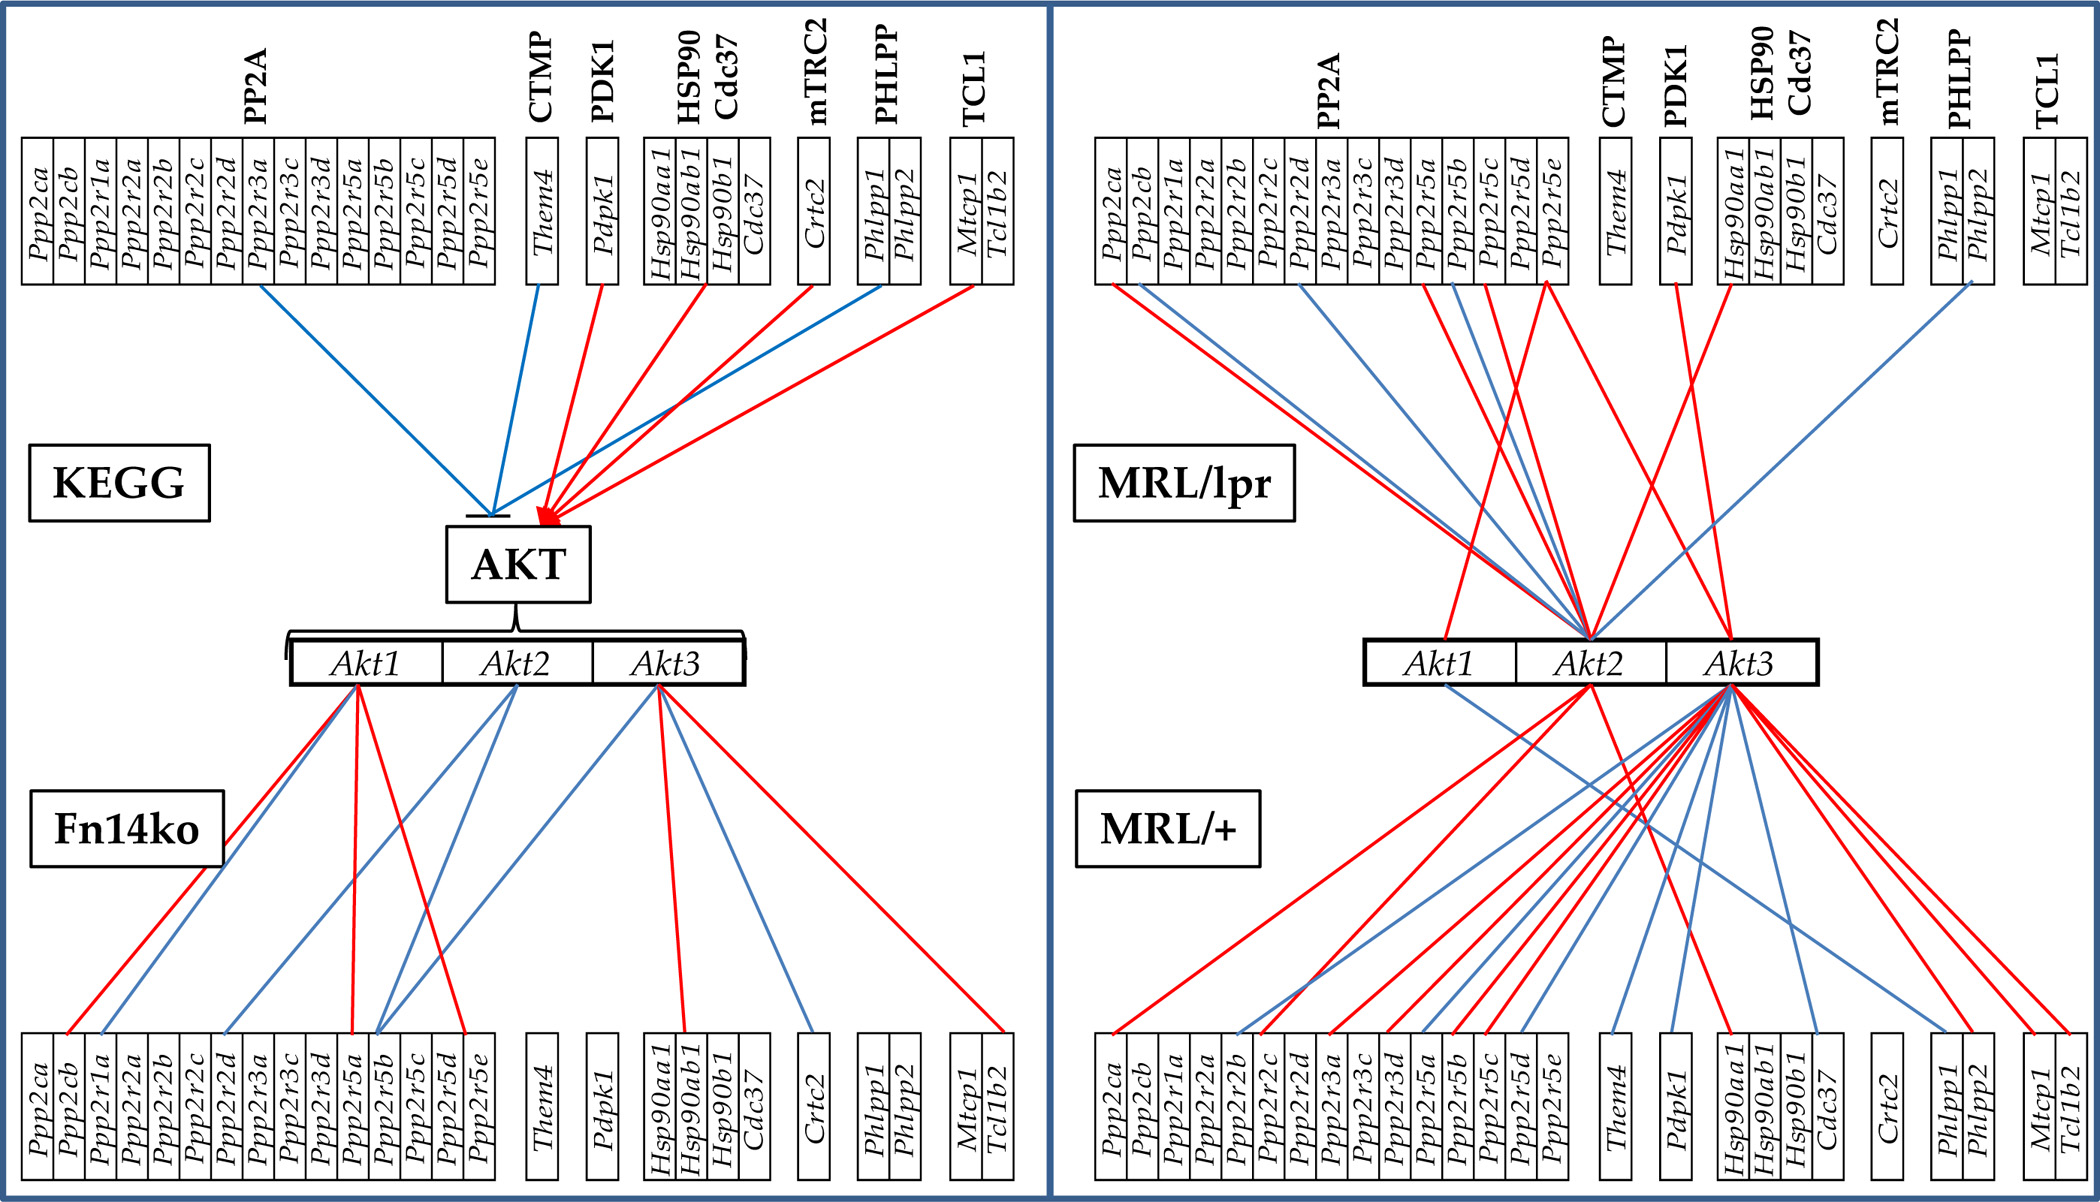 PP2A
CTMP
PDK1
HSP90
Cdc37
mTRC2
PHLPP
TCL1
Ppp2ca
Ppp2cb
Ppp2r1a
Ppp2r2a
Ppp2r2b
Ppp2r2c
Ppp2r2d
Ppp2r3a
Ppp2r3c
Ppp2r3d
Ppp2r5a
Ppp2r5b
Ppp2r5c
Ppp2r5d
Ppp2r5e
Them4
Pdpk1
Hsp90aa1
Hsp90ab1
Hsp90b1
Cdc37
Crtc2
Phlpp1
Phlpp2
Mtcp1
Tcl1b2
KEGG
AKT
Akt1
Akt2
Akt3
Fn14ko
Ppp2ca
Ppp2cb
Ppp2r1a
Ppp2r2a
Ppp2r2b
Ppp2r2c
Ppp2r2d
Ppp2r3a
Ppp2r3c
Ppp2r3d
Ppp2r5a
Ppp2r5b
Ppp2r5c
Ppp2r5d
Ppp2r5e
Them4
Pdpk1
Hsp90aa1
Hsp90ab1
Hsp90b1
Cdc37
Crtc2
Phlpp1
Phlpp2
Mtcp1
Tcl1b2
PP2A
CTMP
PDK1
HSP90
Cdc37
mTRC2
PHLPP
TCL1
Ppp2ca
Ppp2cb
Ppp2r1a
Ppp2r2a
Ppp2r2b
Ppp2r2c
Ppp2r2d
Ppp2r3a
Ppp2r3c
Ppp2r3d
Ppp2r5a
Ppp2r5b
Ppp2r5c
Ppp2r5d
Ppp2r5e
Them4
Pdpk1
Hsp90aa1
Hsp90ab1
Hsp90b1
Cdc37
Crtc2
Phlpp1
Phlpp2
Mtcp1
Tcl1b2
MRL/lpr
Akt1
Akt2
Akt3
MRL/+
Ppp2ca
Ppp2cb
Ppp2r1a
Ppp2r2a
Ppp2r2b
Ppp2r2c
Ppp2r2d
Ppp2r3a
Ppp2r3c
Ppp2r3d
Ppp2r5a
Ppp2r5b
Ppp2r5c
Ppp2r5d
Ppp2r5e
Them4
Pdpk1
Hsp90aa1
Hsp90ab1
Hsp90b1
Cdc37
Crtc2
Phlpp1
Phlpp2
Mtcp1
Tcl1b2